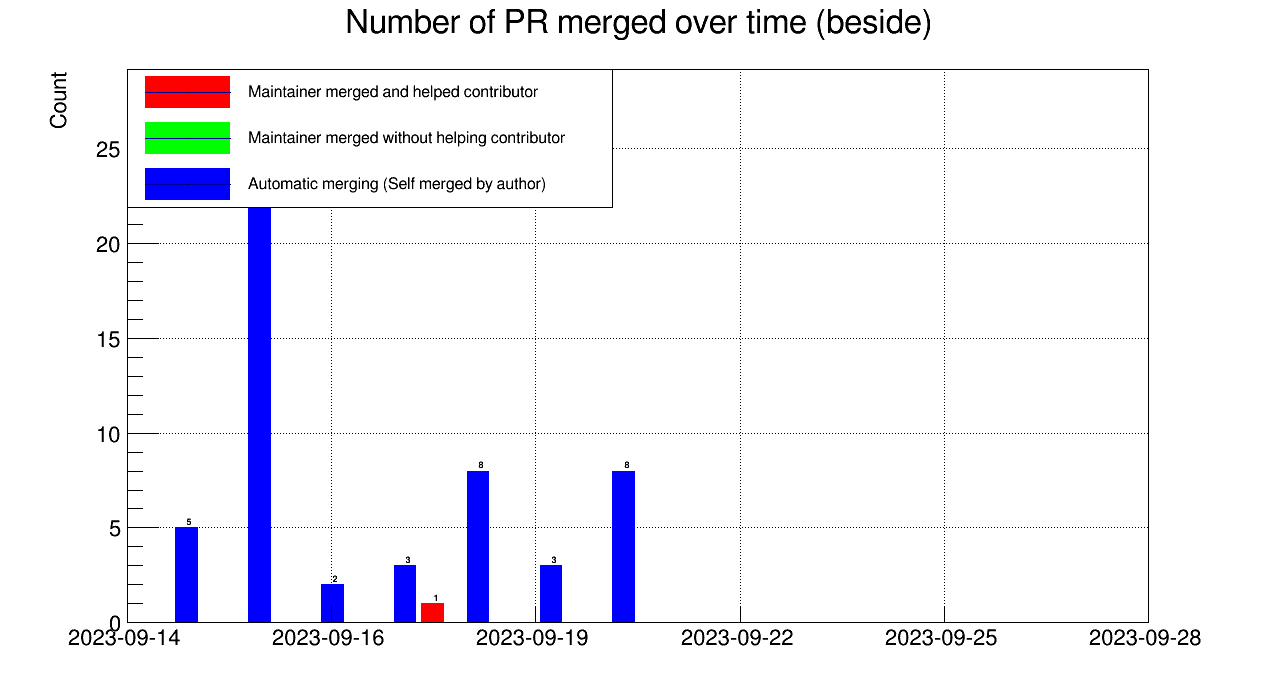 Number of PR merged over time (beside)
Count
Maintainer merged and helped contributor
Maintainer merged without helping contributor
Automatic merging (Self merged by author)
25
20
15
10
5
0
5
2
3
1
8
3
8
2023-09-14 2023-09-16 2023-09-19 2023-09-22 2023-09-25 2023-09-28